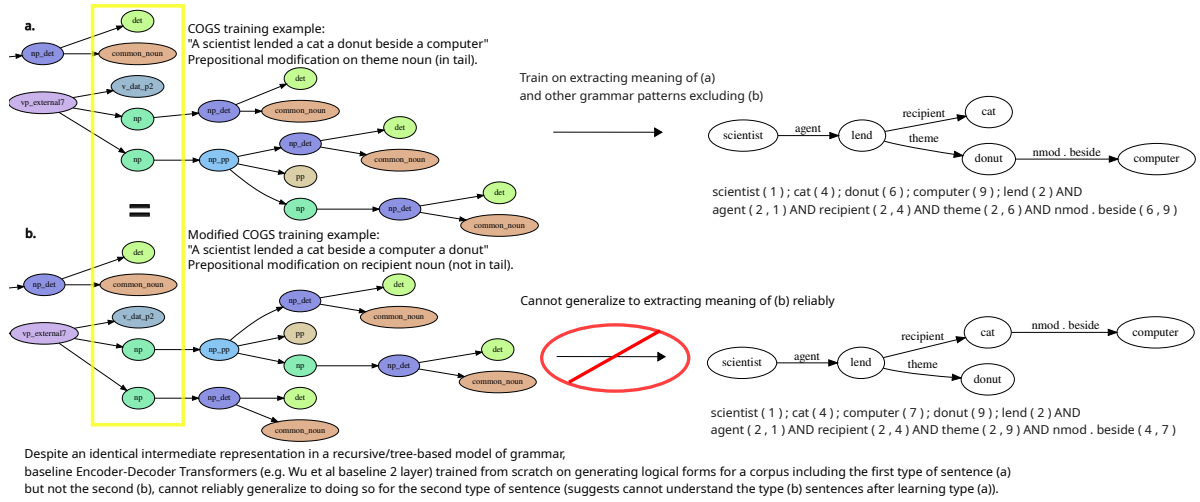 a.
COGS training example:
"A scientist lended a cat a donut beside a computer"
Prepositional modification on theme noun (in tail).
det
np_det
common_noun
vp_external7
v_dat_p2
np
np
np_det
det
common_noun
np_pp
np_det
det
common_noun
pp
np
np_det
det
common_noun
Train on extracting meaning of (a)
and other grammar patterns excluding (b)
scientist
agent
lend
recipient
cat
theme
donut
nmod . beside
computer
scientist ( 1 ) ; cat ( 4 ) ; donut ( 6 ) ; computer ( 9 ) ; lend ( 2 ) AND
agent ( 2 , 1 ) AND recipient ( 2 , 4 ) AND theme ( 2 , 6 ) AND nmod . beside ( 6 , 9 )
=
b.
Modified COGS training example:
"A scientist lended a cat beside a computer a donut"
Prepositional modification on recipient noun (not in tail).
det
np_det
common_noun
vp_external7
v_dat_p2
np
np
np_pp
np_det
det
common_noun
pp
np
np_det
det
common_noun
np_det
det
common_noun
Cannot generalize to extracting meaning of (b) reliably
scientist
agent
lend
recipient
cat
nmod . beside
computer
theme
donut
scientist ( 1 ) ; cat ( 4 ) ; computer ( 7 ) ; donut ( 9 ) ; lend ( 2 ) AND
agent ( 2 , 1 ) AND recipient ( 2 , 4 ) AND theme ( 2 , 9 ) AND nmod . beside ( 4 , 7 )
Despite an identical intermediate representation in a recursive/tree-based model of grammar,
baseline Encoder-Decoder Transformers (e.g. Wu et al baseline 2 layer) trained from scratch on generating logical forms for a corpus including the first type of sentence (a)
but not the second (b), cannot reliably generalize to doing so for the second type of sentence (suggests cannot understand the type (b) sentences after learning type (a)).